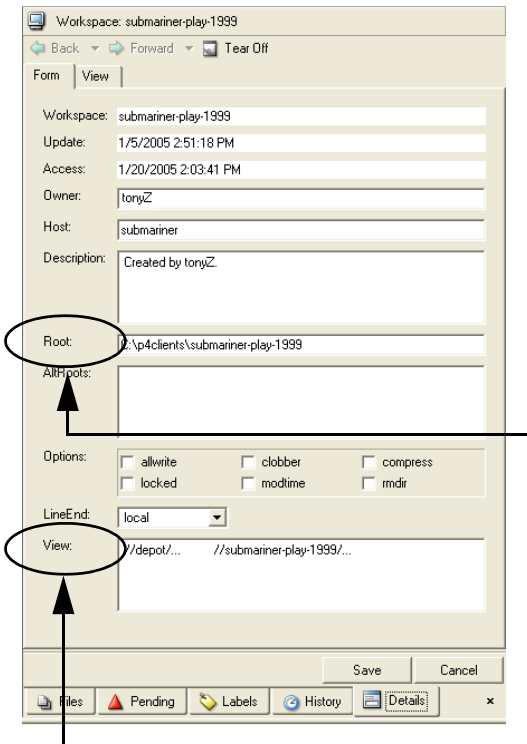 Workspace: submariner-play-1999
Back Forward Tear Off
Form View
Workspace: submariner-play-1999
Update: 1/5/2005 2:51:18 PM
Access: 1/20/2005 2:03:41 PM
Owner: tonyZ
Host: submariner
Description: Created by tonyZ.
Root: C:\p4clients\submariner-play-1999
AltRoots:
Options: allwrite clobber compress
locked modtime rmdir
LineEnd: local
View: //depot/... //submariner-play-1999/...
Save Cancel
Files Pending Labels History Details ×